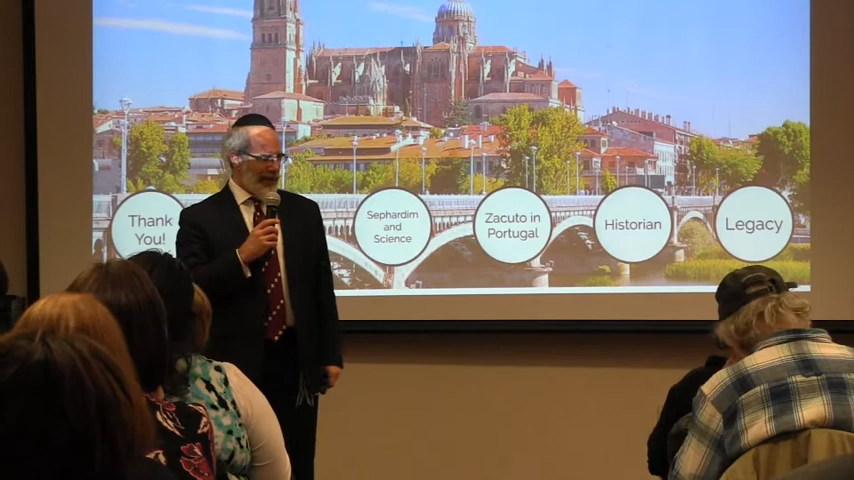 Thank
You!
Sephardim
and
Science
Zacuto in
Portugal
Historian
Legacy